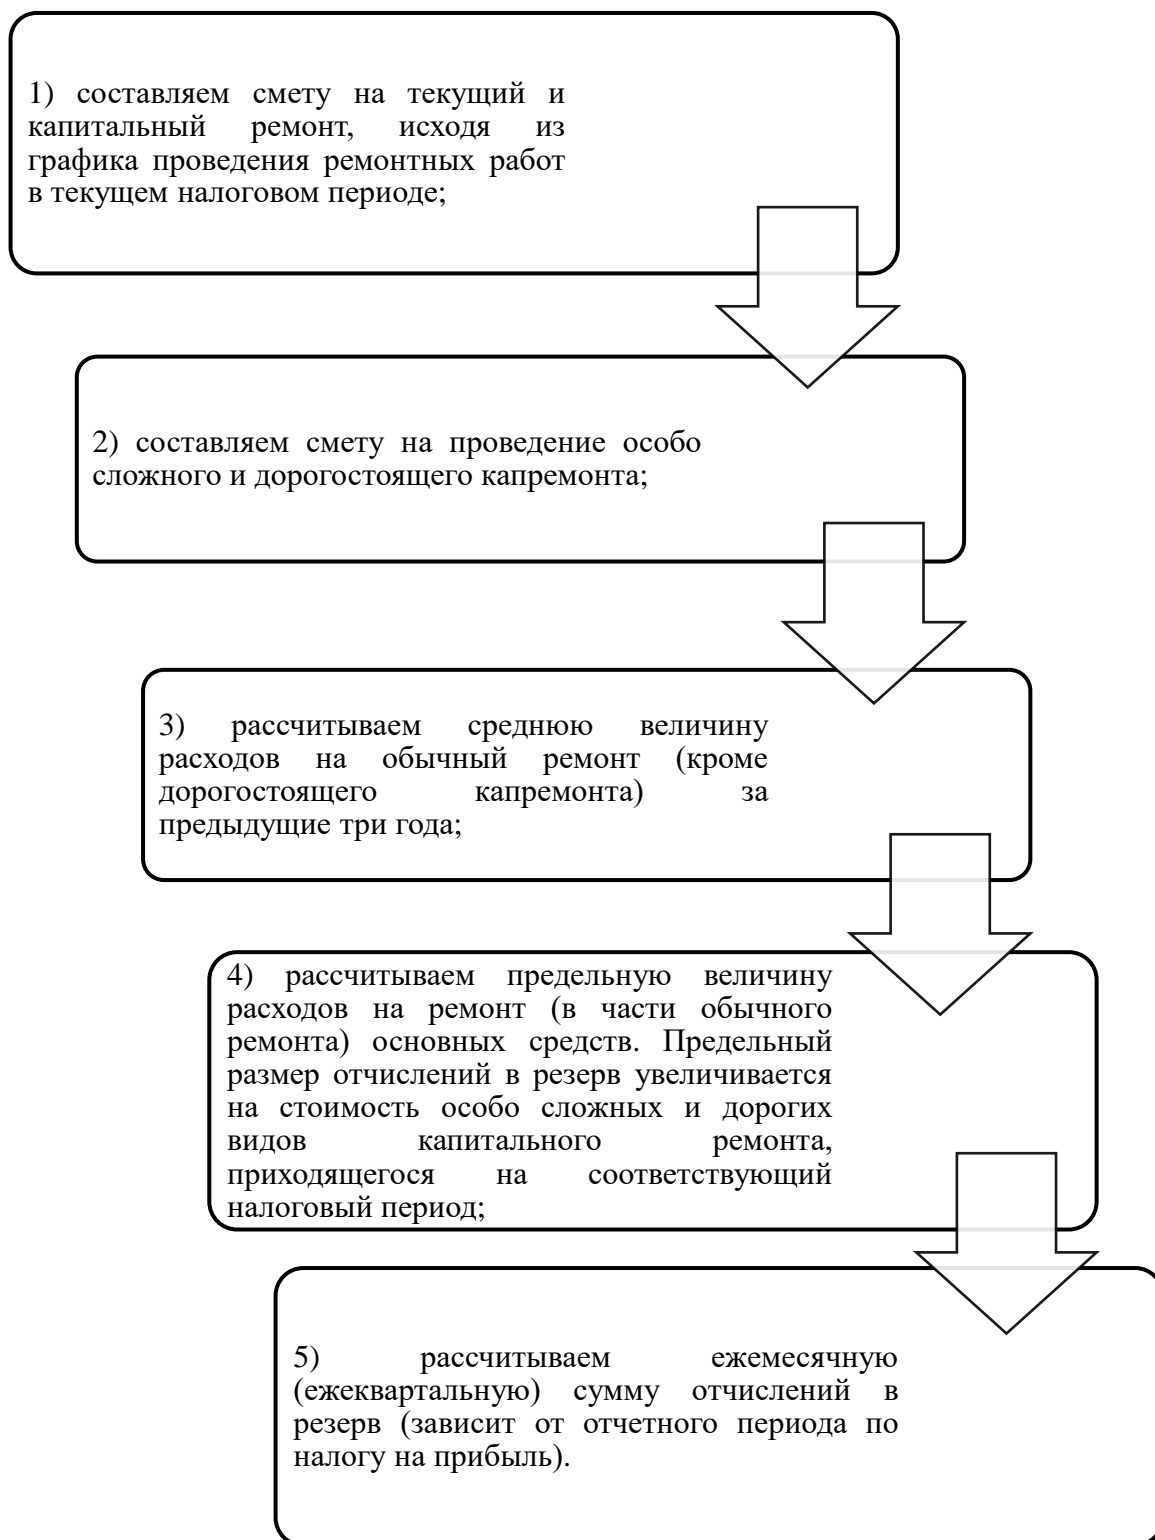 1) составляем смету на текущий и
капитальный ремонт, исходя из
графика проведения ремонтных работ
в текущем налоговом периоде;
2) составляем смету на проведение особо
сложного и дорогостоящего капремонта;
3) рассчитываем среднюю величину
расходов на обычный ремонт (кроме
дорогостоящего капремонта) за
предыдущие три года;
4) рассчитываем предельную величину
расходов на ремонт (в части обычного
ремонта) основных средств. Предельный
размер отчислений в резерв увеличивается
на стоимость особо сложных и дорогих
видов капитального ремонта,
приходящегося на соответствующий
налоговый период;
5) рассчитываем ежемесячную
(ежеквартальную) сумму отчислений в
резерв (зависит от отчетного периода по
налогу на прибыль).